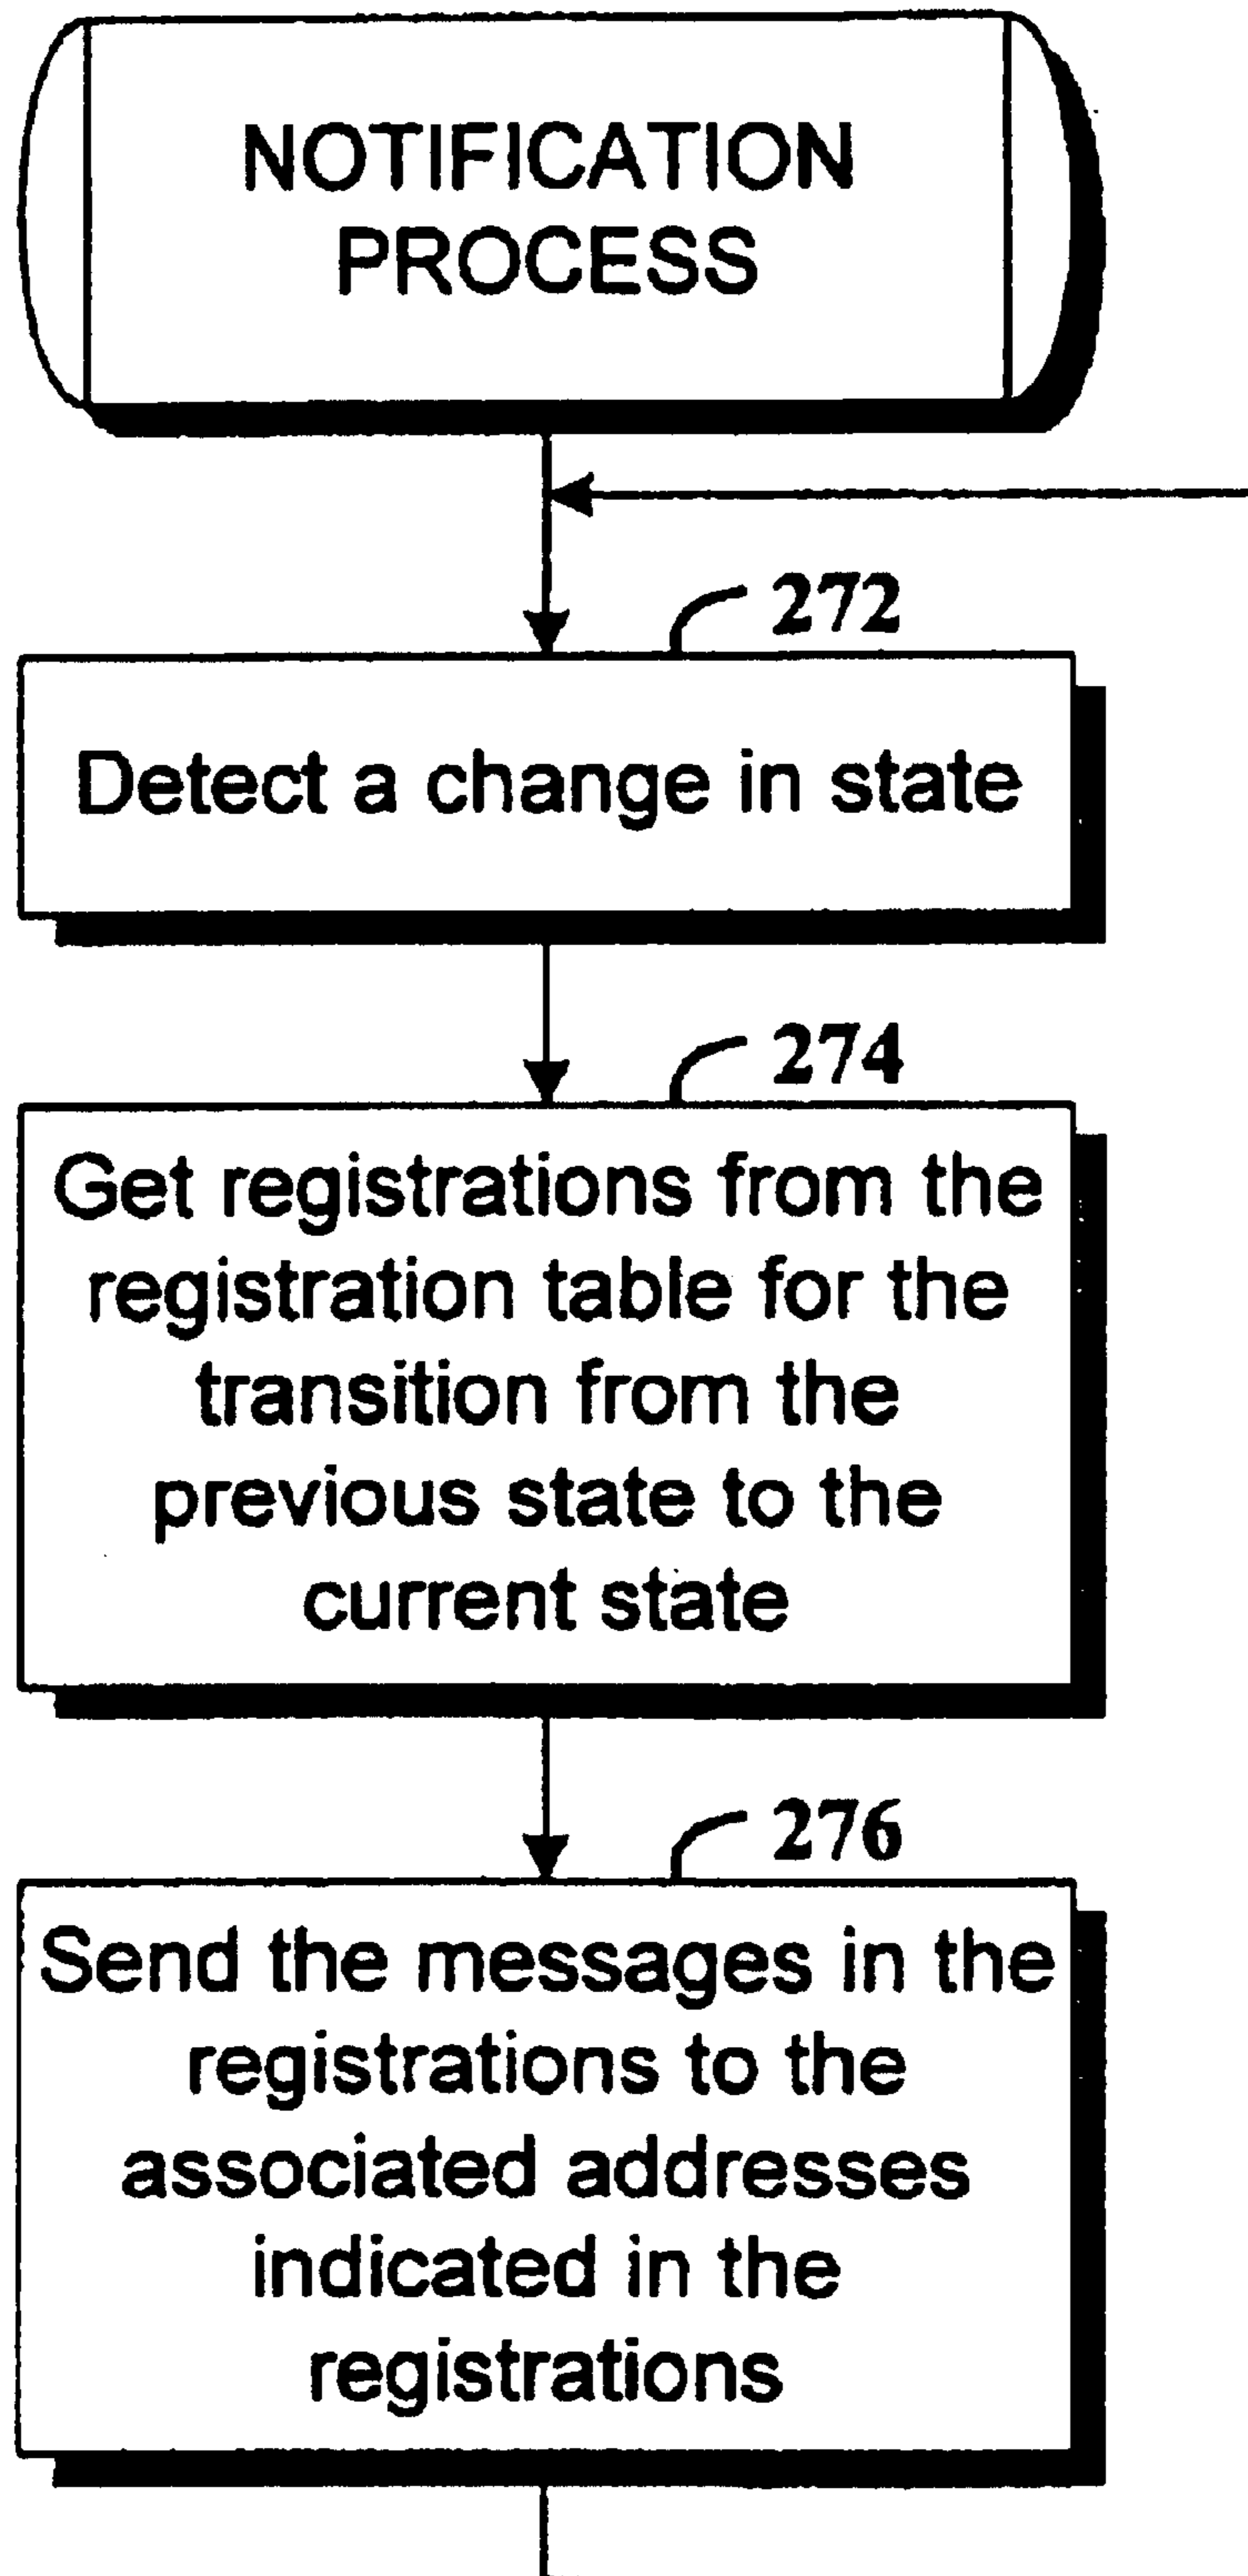 NOTIFICATION
PROCESS
272
Detect a change in state
274
Get registrations from the
registration table for the
transition from the
previous state to the
current state
276
Send the messages in the
registrations to the
associated addresses
indicated in the
registrations